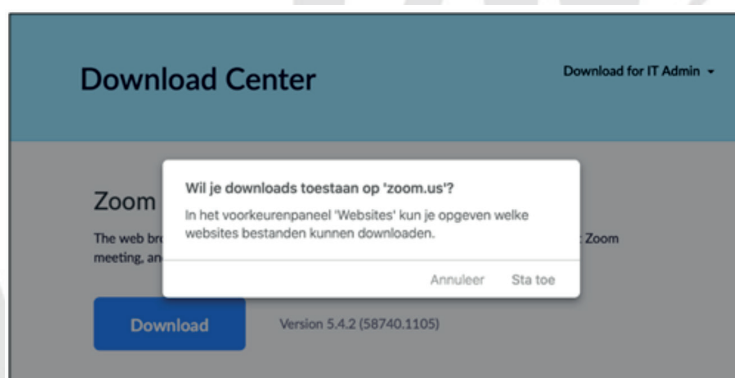 Download Center
Download for IT Admin
Wil je downloads toestaan op 'zoom.us'?
In het voorkeurenpaneel 'Websites' kun je opgeven welke
websites bestanden kunnen downloaden.
Annuleer Sta toe
Zoom
The web Zoom
meeting,
Download Version 5.4.2 (58740.1105)